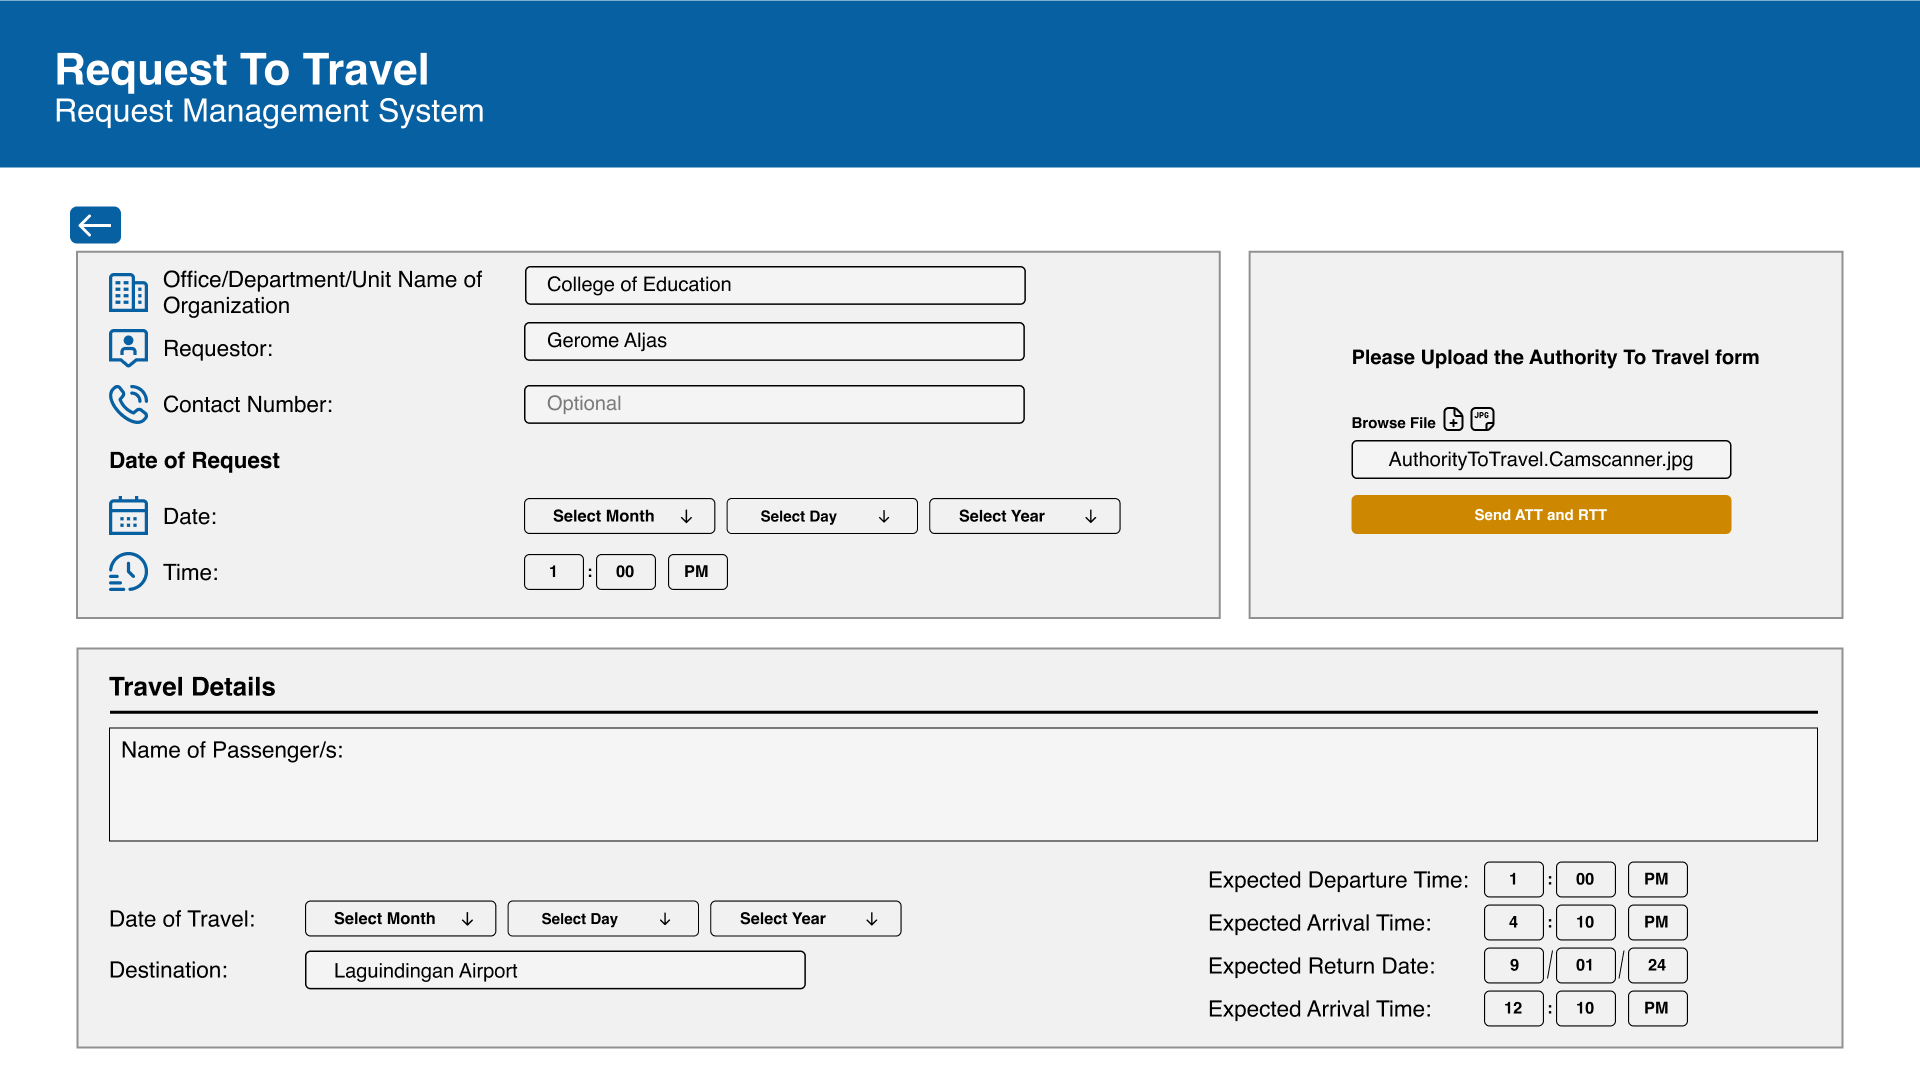 Request To Travel
Request Management System
Office/Department/Unit Name of
Organization
College of Education
Requestor:
Gerome Aljas
Contact Number:
Optional
Date of Request
Date:
Select Month ↓ Select Day ↓ Select Year ↓
Time:
1 : 00 PM
Please Upload the Authority To Travel form
Browse File
JPG
AuthorityToTravel.Camscanner.jpg
Send ATT and RTT
Travel Details
Name of Passenger/s:
Date of Travel:
Select Month ↓ Select Day ↓ Select Year ↓
Destination:
Laguindingan Airport
Expected Departure Time: 1 : 00 PM
Expected Arrival Time: 4 : 10 PM
Expected Return Date: 9 / 01 / 24
Expected Arrival Time: 12 : 10 PM